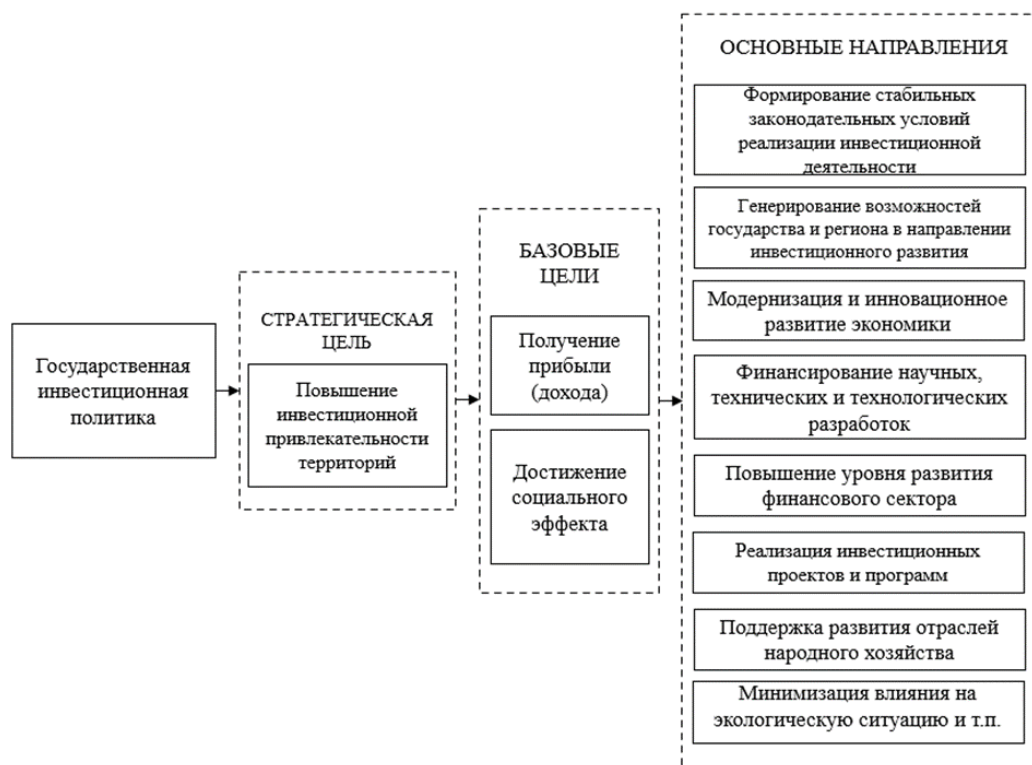 Государственная
инвестиционная
политика
СТРАТЕГИЧЕСКАЯ
ЦЕЛЬ
Повышение
инвестиционной
привлекательности
территорий
БАЗОВЫЕ
ЦЕЛИ
Получение
прибыли
(дохода)
Достижение
социального
эффекта
ОСНОВНЫЕ НАПРАВЛЕНИЯ
Формирование стабильных
законодательных условий
реализации инвестиционной
деятельности
Генерирование возможностей
государства и региона в направлении
инвестиционного развития
Модернизация и инновационное
развитие экономики
Финансирование научных,
технических и технологических
разработок
Повышение уровня развития
финансового сектора
Реализация инвестиционных
проектов и программ
Поддержка развития отраслей
народного хозяйства
Минимизация влияния на
экологическую ситуацию и т.п.